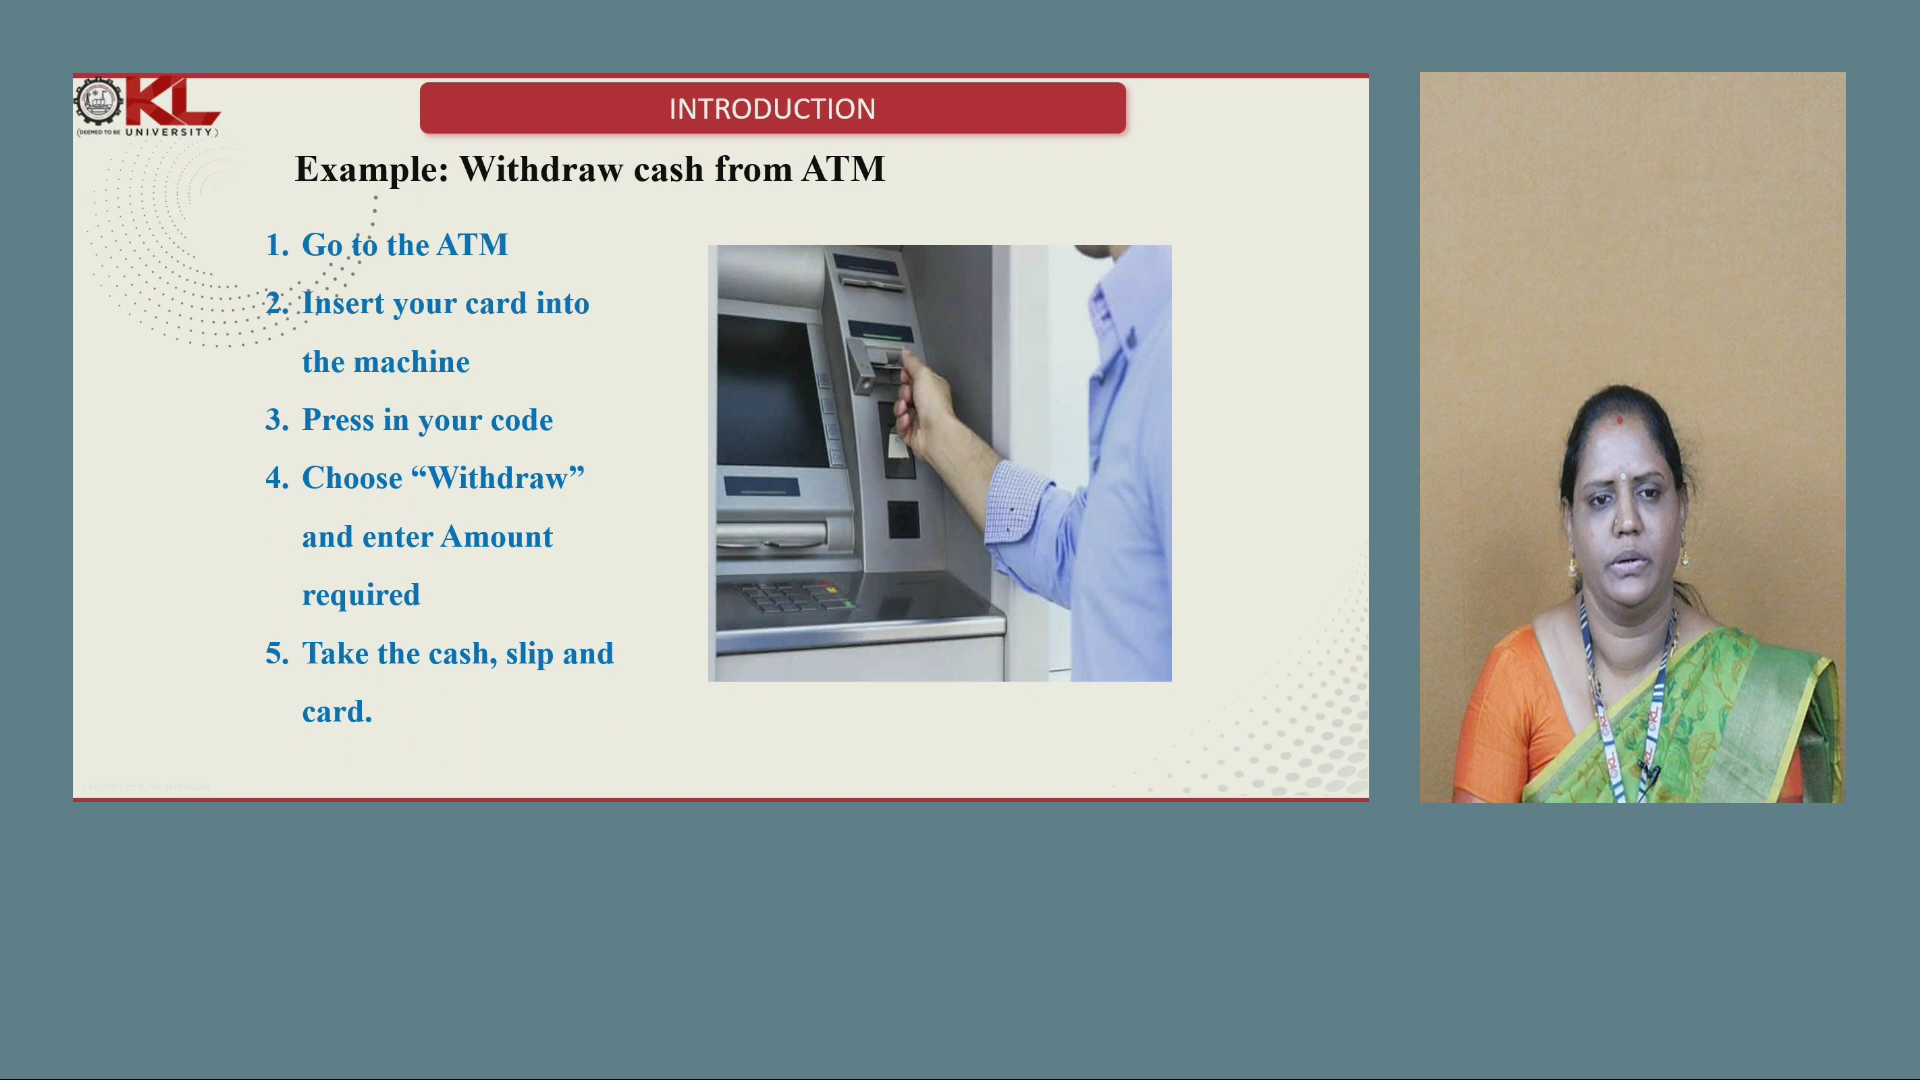 KL
(DEEMED TO BE UNIVERSITY)
INTRODUCTION
Example: Withdraw cash from ATM
1. Go to the ATM
2. Insert your card into
the machine
3. Press in your code
4. Choose “Withdraw”
and enter Amount
required
5. Take the cash, slip and
card.
KL
KL